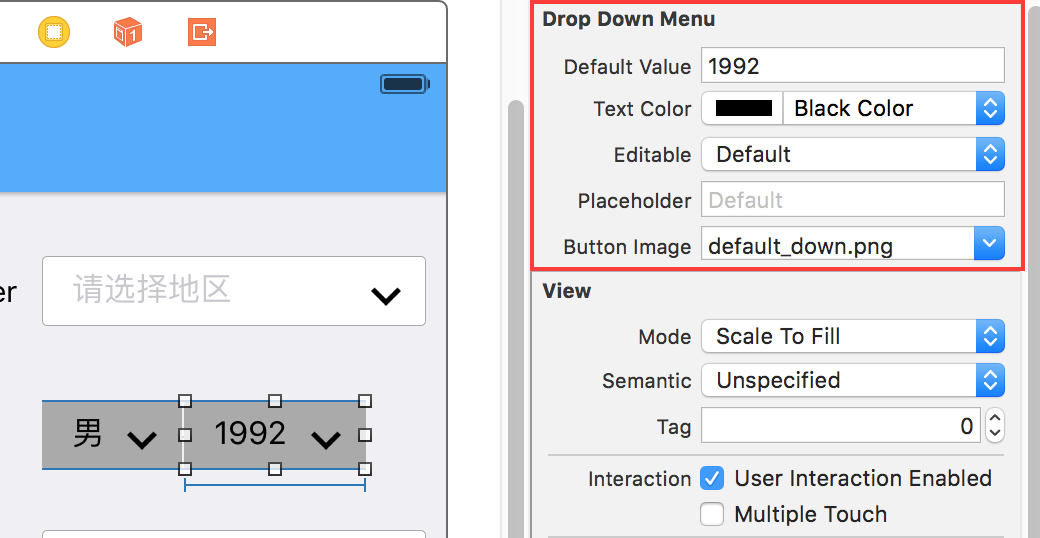 1
er
请选择地区
男
1992
Drop Down Menu
Default Value 1992
Text Color Black Color
Editable Default
Placeholder Default
Button Image default_down.png
View
Mode Scale To Fill
Semantic Unspecified
Tag 0
Interaction User Interaction Enabled
Multiple Touch